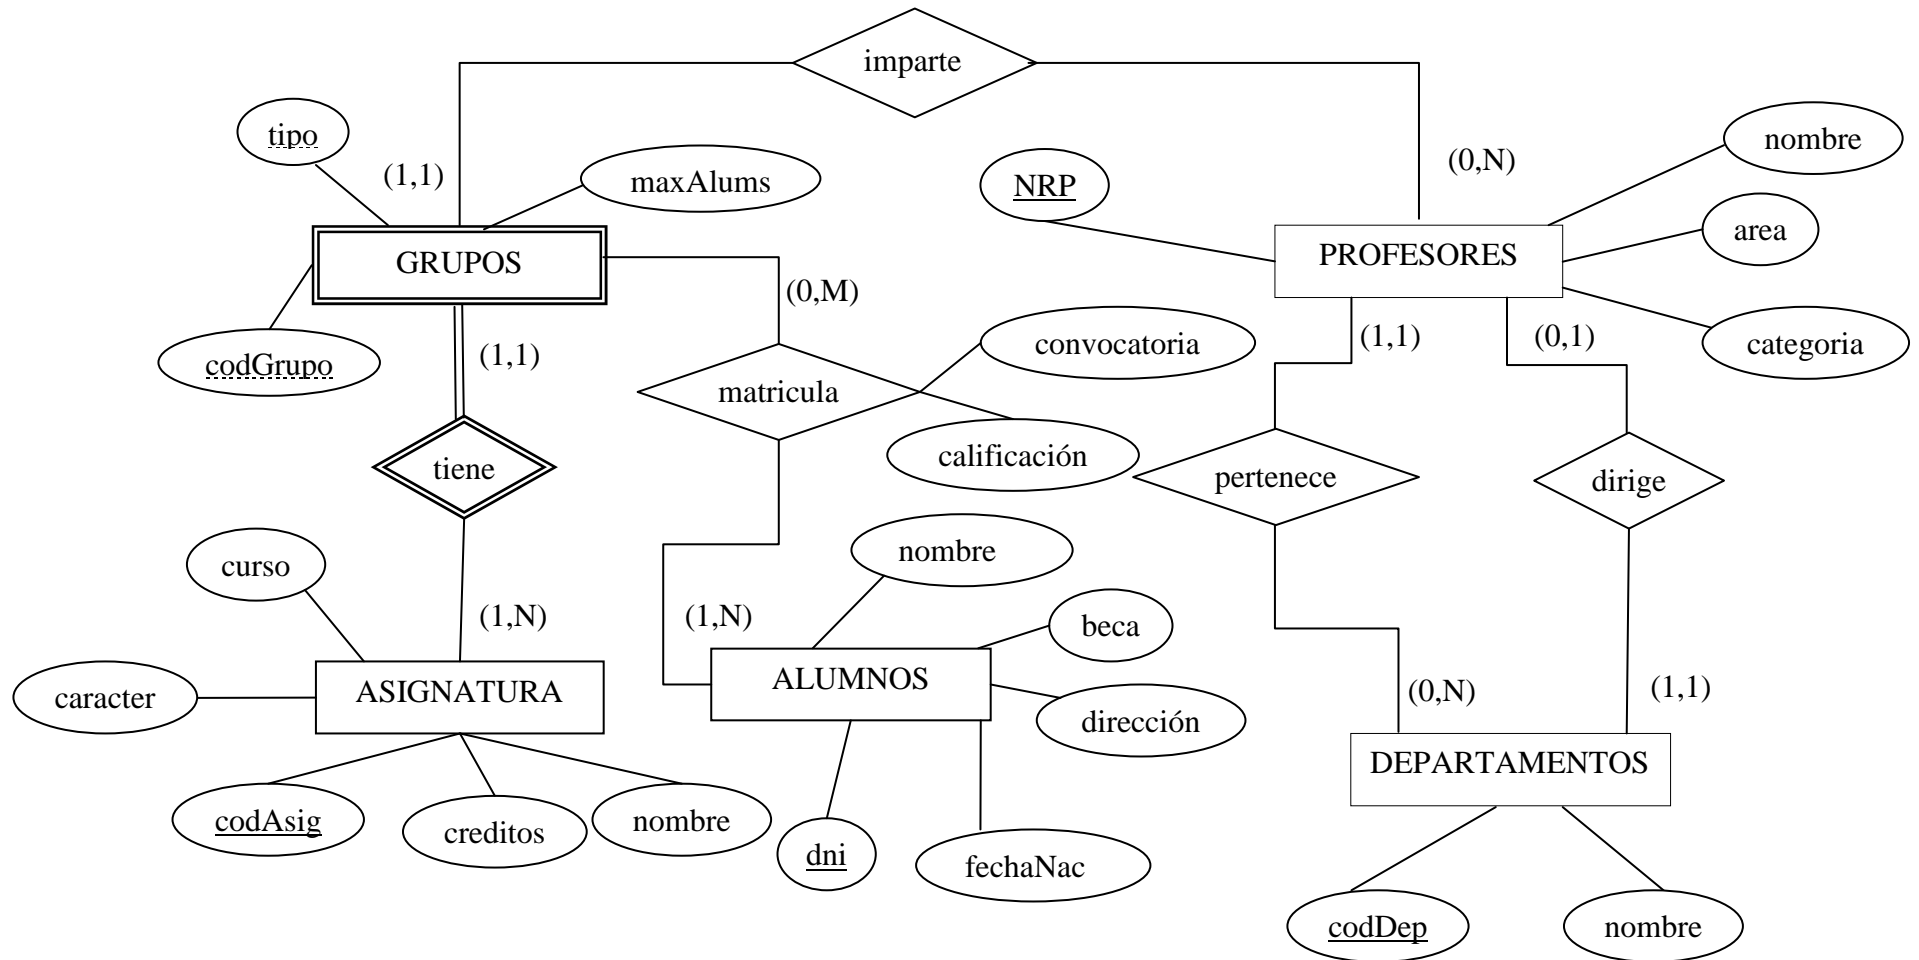 imparte
tipo
nombre
(1,1)
maxAlums
NRP
(0,N)
area
GRUPOS
PROFESORES
(0,M)
(1,1)
codGrupo
convocatoria
(1,1)
(0,1)
categoria
matricula
tiene
calificación
pertenece
dirige
curso
nombre
(1,N)
(1,N)
beca
caracter
ASIGNATURA
ALUMNOS
(0,N)
(1,1)
dirección
DEPARTAMENTOS
codAsig
creditos
nombre
dni
fechaNac
codDep
nombre